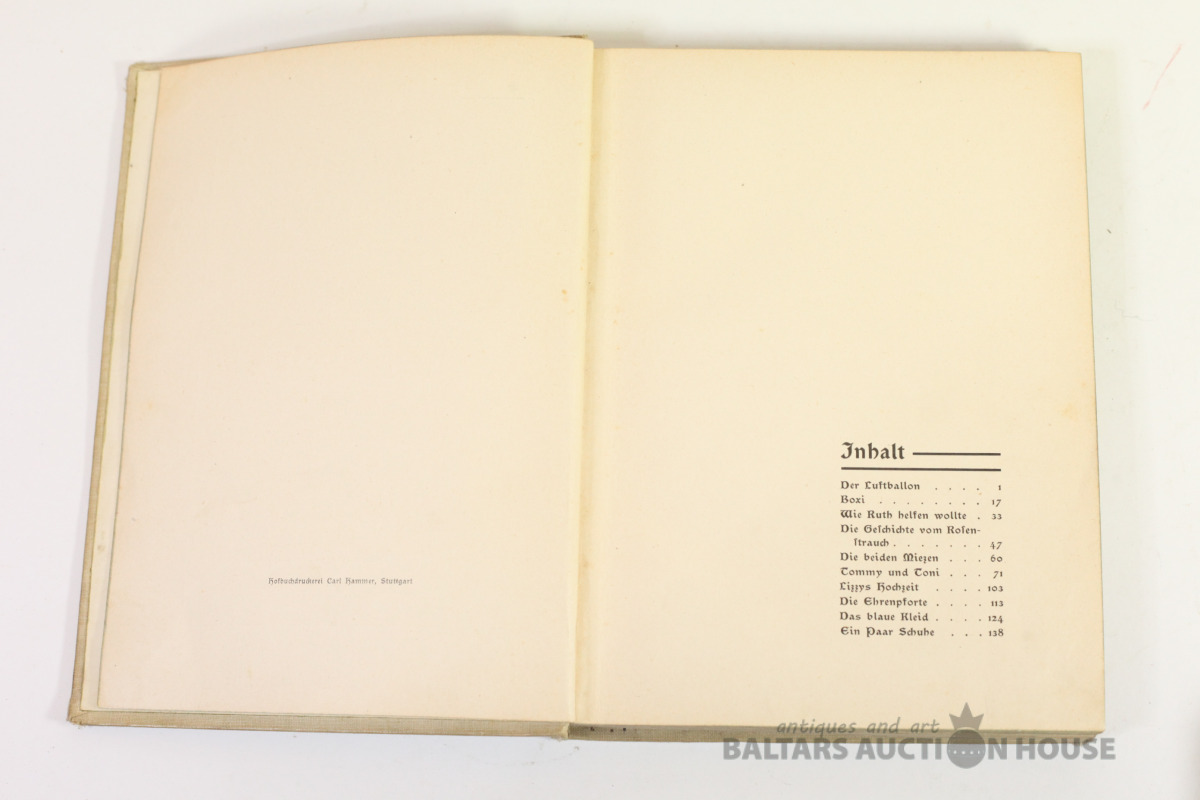 Hofbuchdruckerei Carl Hammer, Stuttgart
Inhalt
Der Luftballon . . . . 1
Boxi . . . . . . . . 17
Wie Ruth helfen wollte . 33
Die Geschichte vom Rosen-
strauch . . . . . . . 47
Die beiden Miezen . . . 60
Tommy und Toni . . . 71
Lizzys Hochzeit . . . . 103
Die Ehrenpforte . . . . 113
Das blaue Kleid . . . . 124
Ein Paar Schuhe . . . 138
antiques and art
BALTARS AUCTION HOUSE